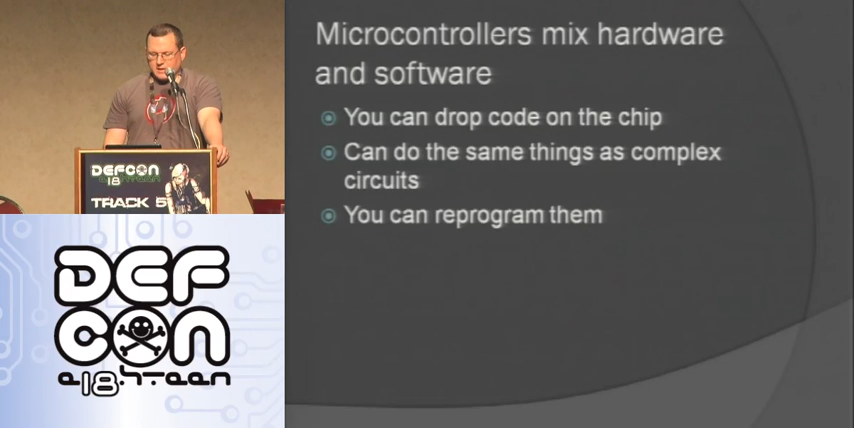 Microcontrollers mix hardware
and software
You can drop code on the chip
Can do the same things as complex
circuits
You can reprogram them
DEFCON
18
TRACK 5
DEF
CON
18